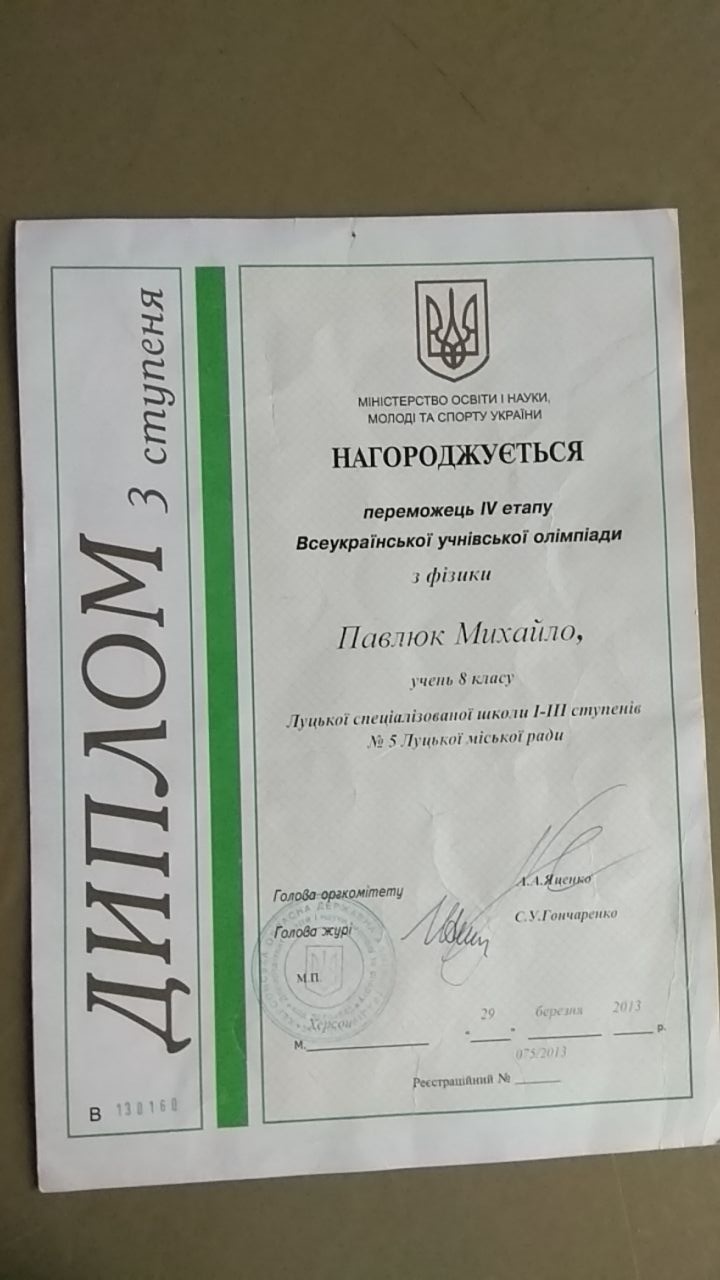 ДИПЛОМ 3 ступеня
В 130160
МІНІСТЕРСТВО ОСВІТИ І НАУКИ,
МОЛОДІ ТА СПОРТУ УКРАЇНИ
НАГОРОДЖУЄТЬСЯ
переможець IV етапу
Всеукраїнської учнівської олімпіади
з фізики
Павлюк Михайло,
учень 8 класу
Луцької спеціалізованої школи І-ІІІ ступенів
№ 5 Луцької міської ради
Голова оргкомітету
А.А.Яценко
Голова журі
С.У.Гончаренко
М.П.
м. Херсон
" 29 " березня 2013 р.
075/2013
Реєстраційний №